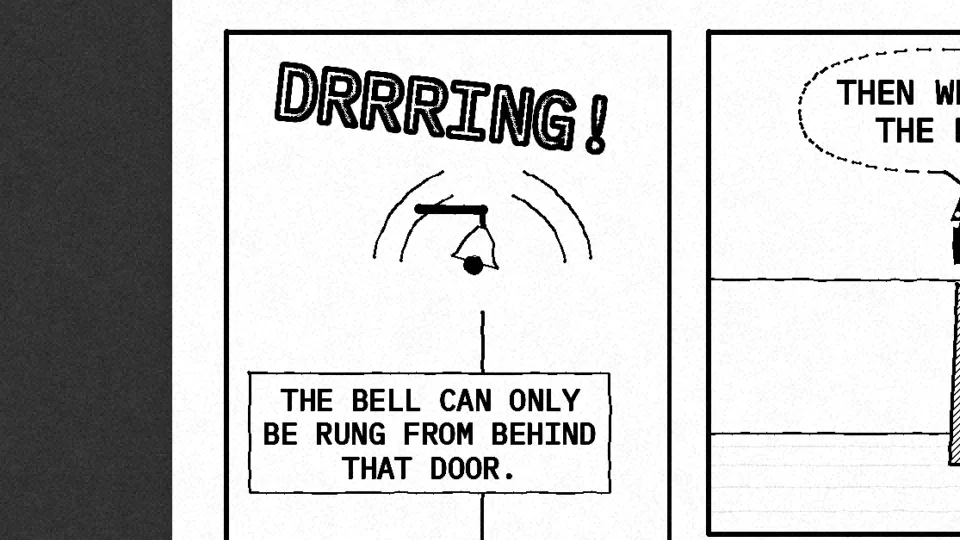 DRRRING!
THE BELL CAN ONLY
BE RUNG FROM BEHIND
THAT DOOR.
THEN
THE